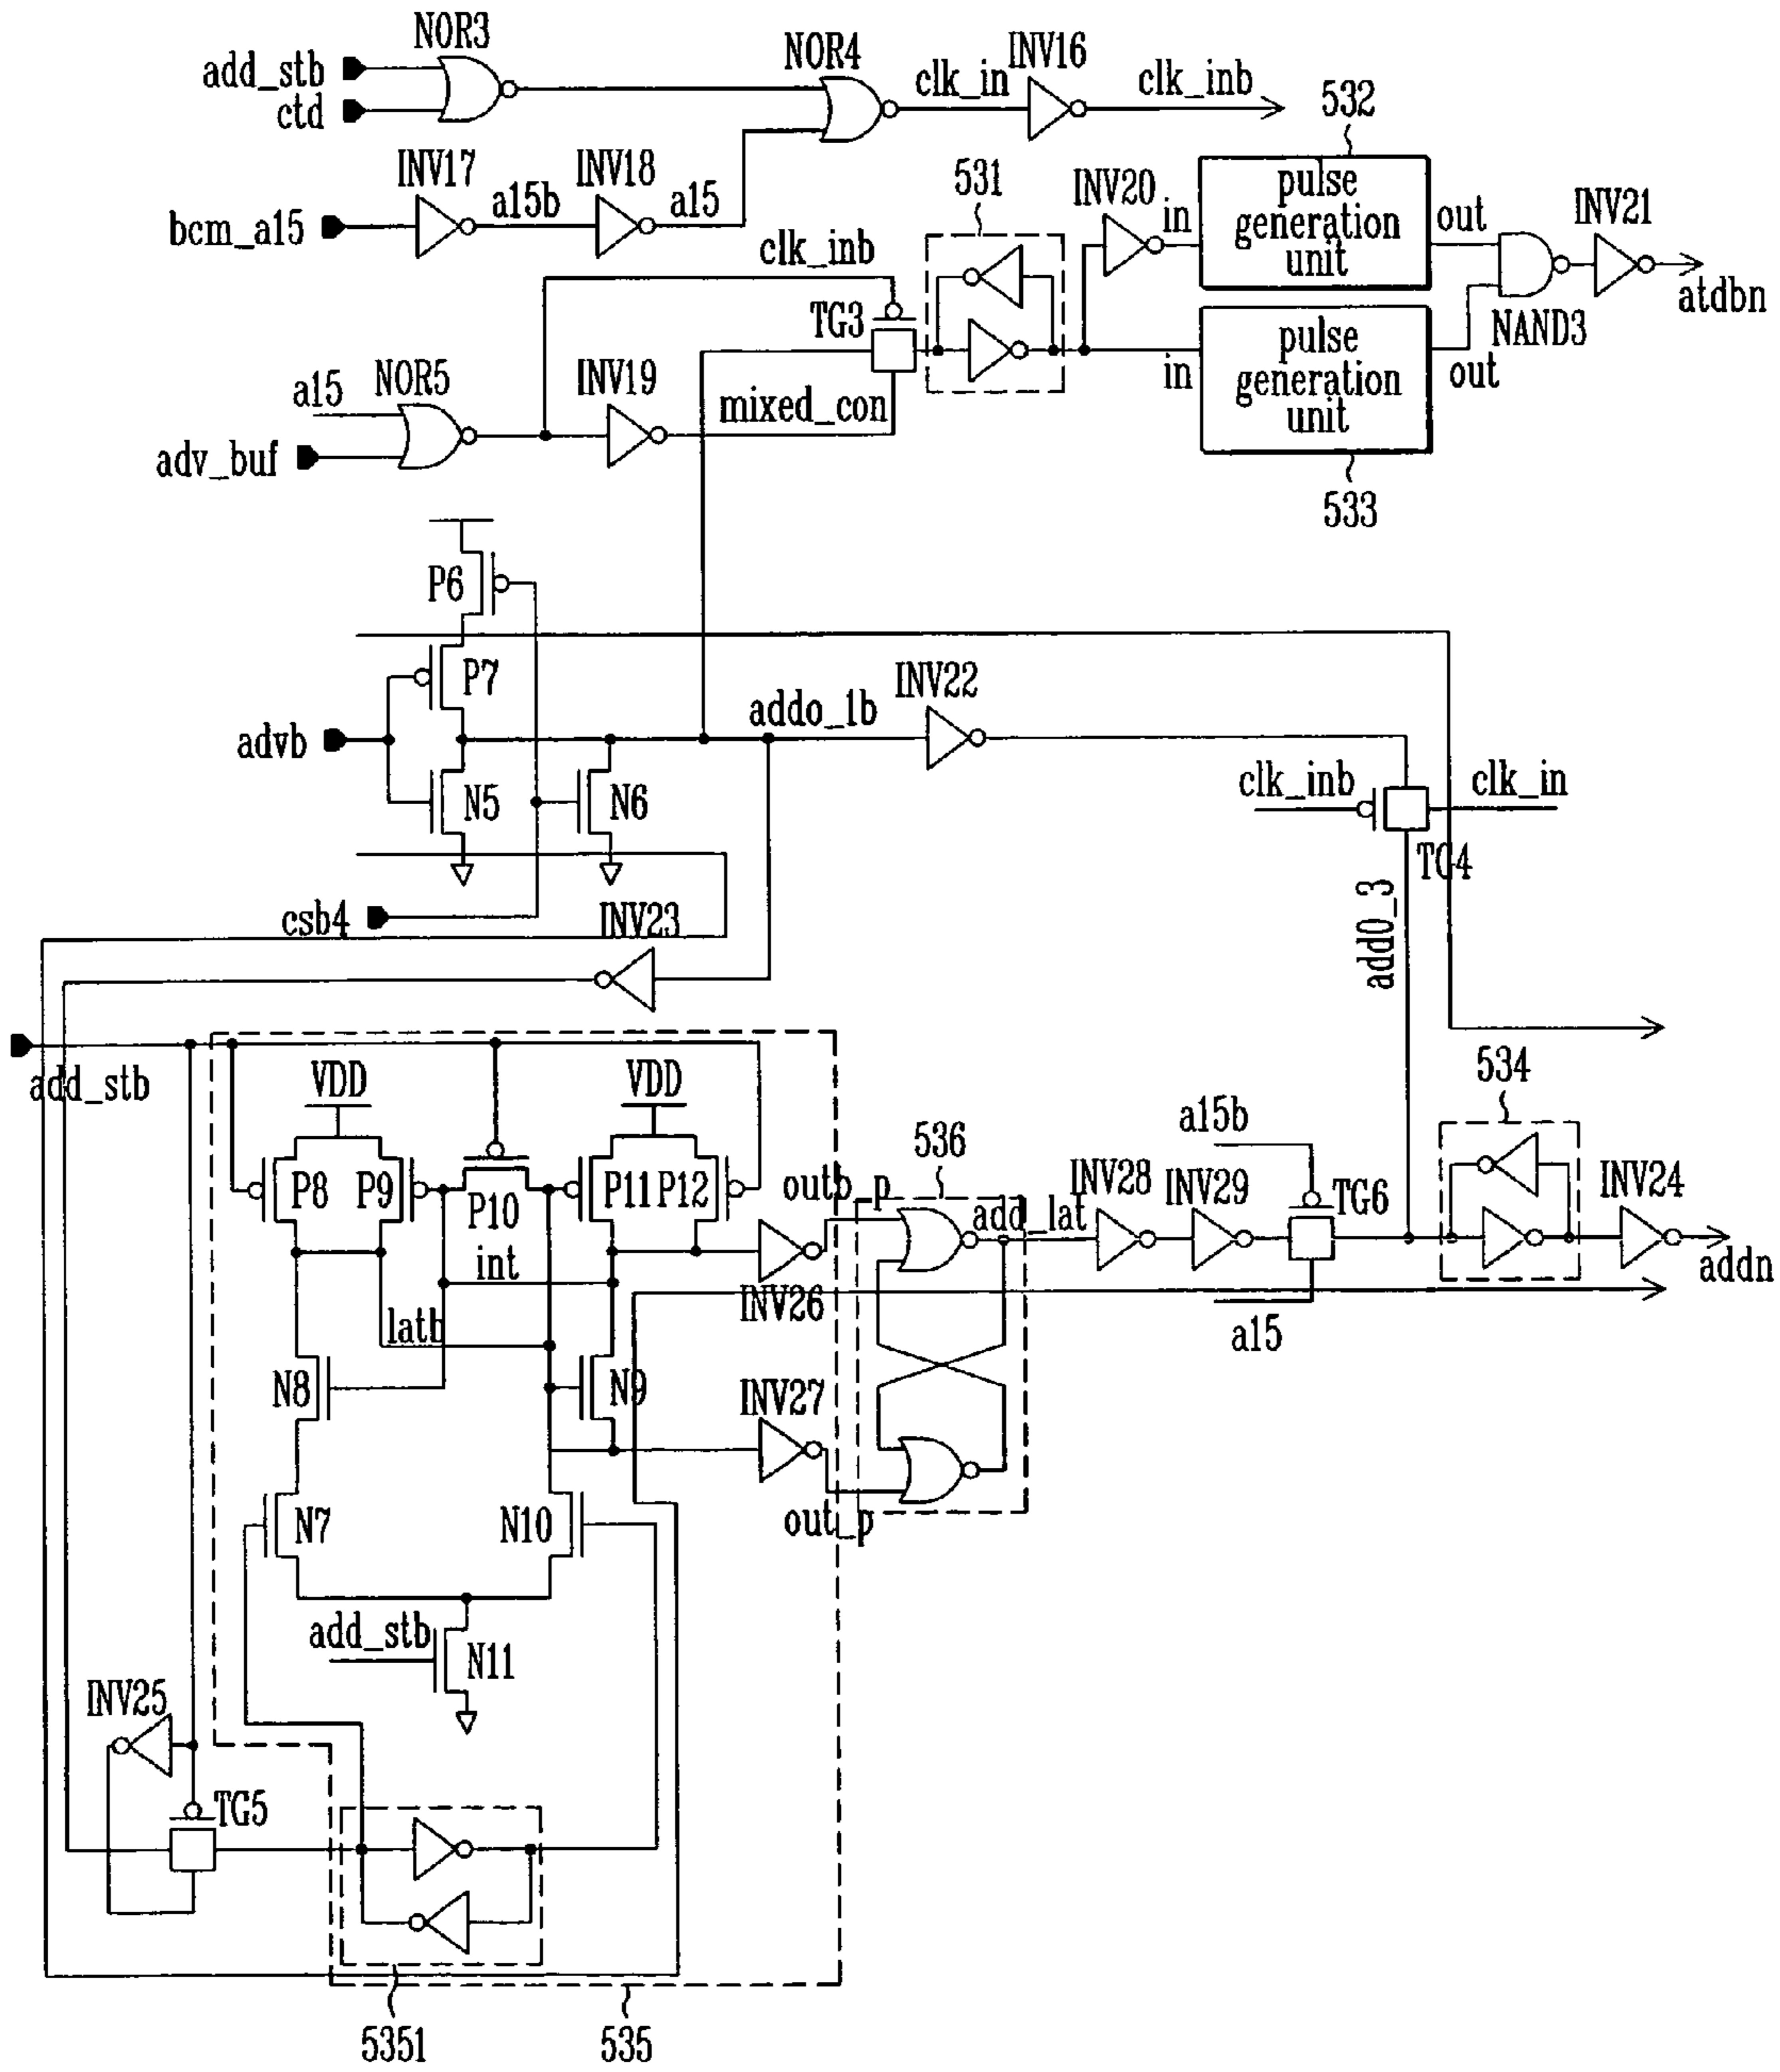 NOR3
add_stb
ctd
NOR4
clk_in
INV16
clk_inb
532
INV17
a15b
INV18
a15
bcm_a15
531
INV20
in
pulse
generation
unit
out
INV21
atdbn
clk_inb
TG3
a15
NOR5
INV19
mixed_con
adv_buf
in
pulse
generation
unit
out
NAND3
533
P6
P7
advb
addo_1b
INV22
N5
N6
clk_inb
clk_in
TG4
csb4
INV23
add0_3
add_stb
VDD
VDD
534
536
a15b
P8
P9
P10
P11
P12
outb_p
add_lat
INV28
INV29
TG6
INV24
addn
int
INV26
a15
latb
N8
N9
INV27
N7
N10
out_p
add_stb
N11
INV25
TG5
5351
535